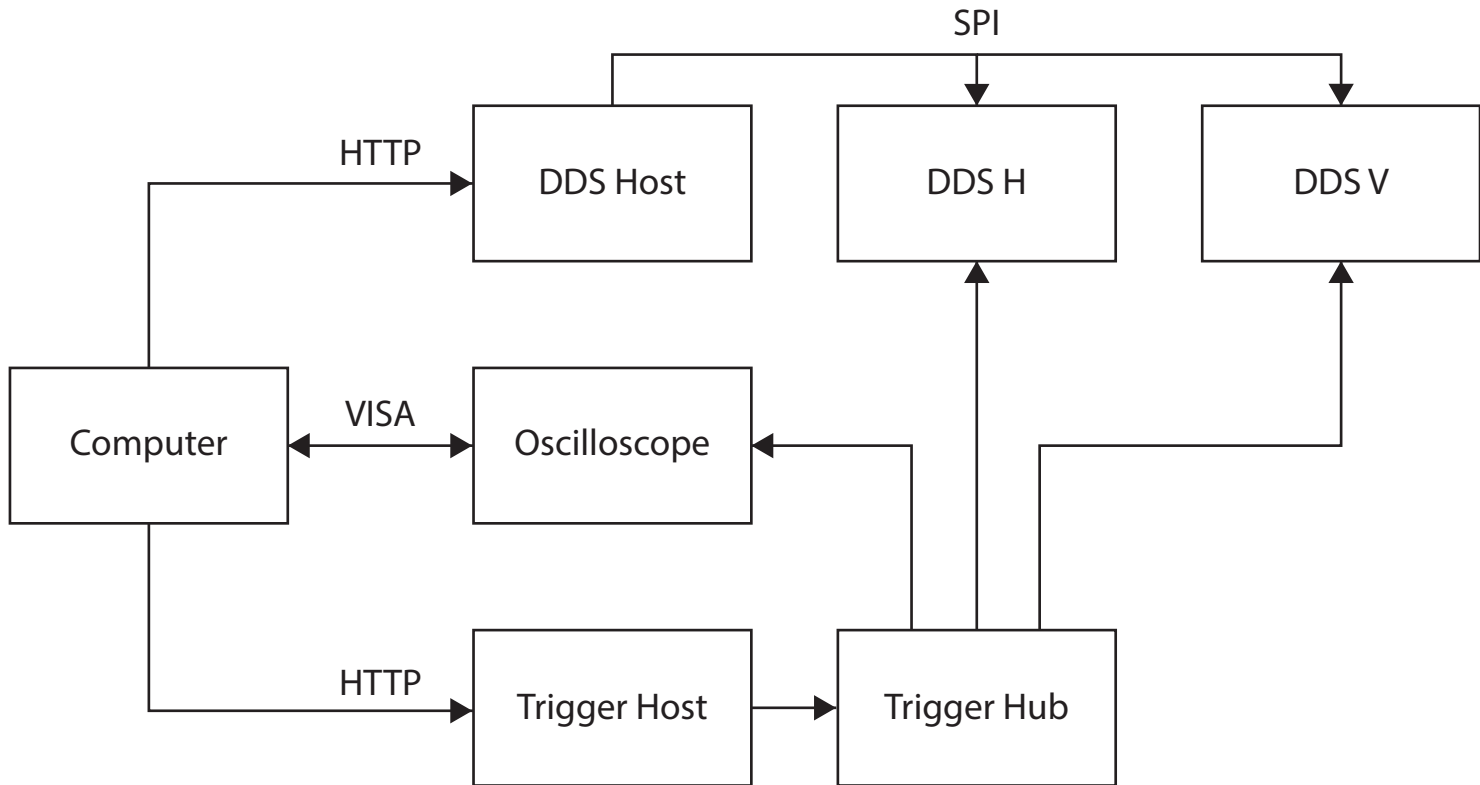 SPI
HTTP
DDS Host
DDS H
DDS V
VISA
Computer
Oscilloscope
HTTP
Trigger Host
Trigger Hub